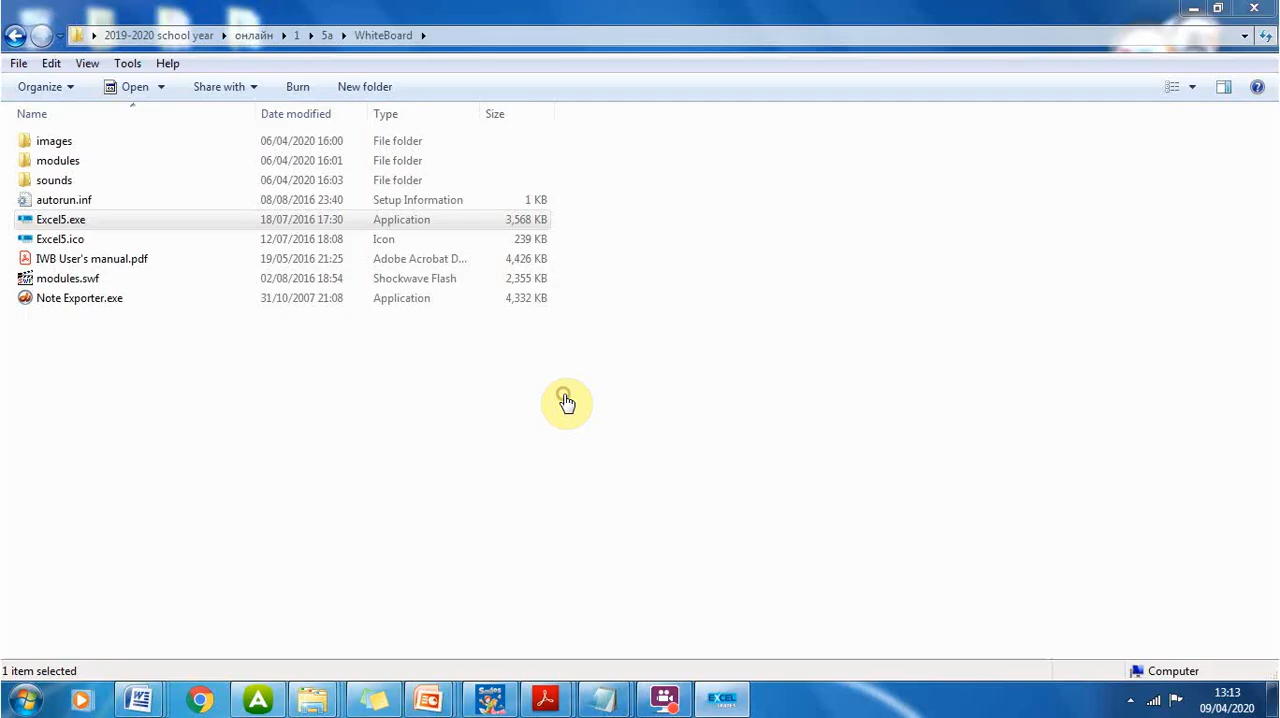 2019-2020 school year онлайн 1 5a WhiteBoard
File Edit View Tools Help
Organize Open Share with Burn New folder
Name Date modified Type Size
images 06/04/2020 16:00 File folder
modules 06/04/2020 16:01 File folder
sounds 06/04/2020 16:03 File folder
autorun.inf 08/08/2016 23:40 Setup Information 1 KB
Excel5.exe 18/07/2016 17:30 Application 3,568 KB
Excel5.ico 12/07/2016 18:08 Icon 239 KB
IWB User's manual.pdf 19/05/2016 21:25 Adobe Acrobat D... 4,426 KB
modules.swf 02/08/2016 18:54 Shockwave Flash 2,355 KB
Note Exporter.exe 31/10/2007 21:08 Application 4,332 KB
1 item selected
Computer
Smiles
EXCEL
13:13
09/04/2020